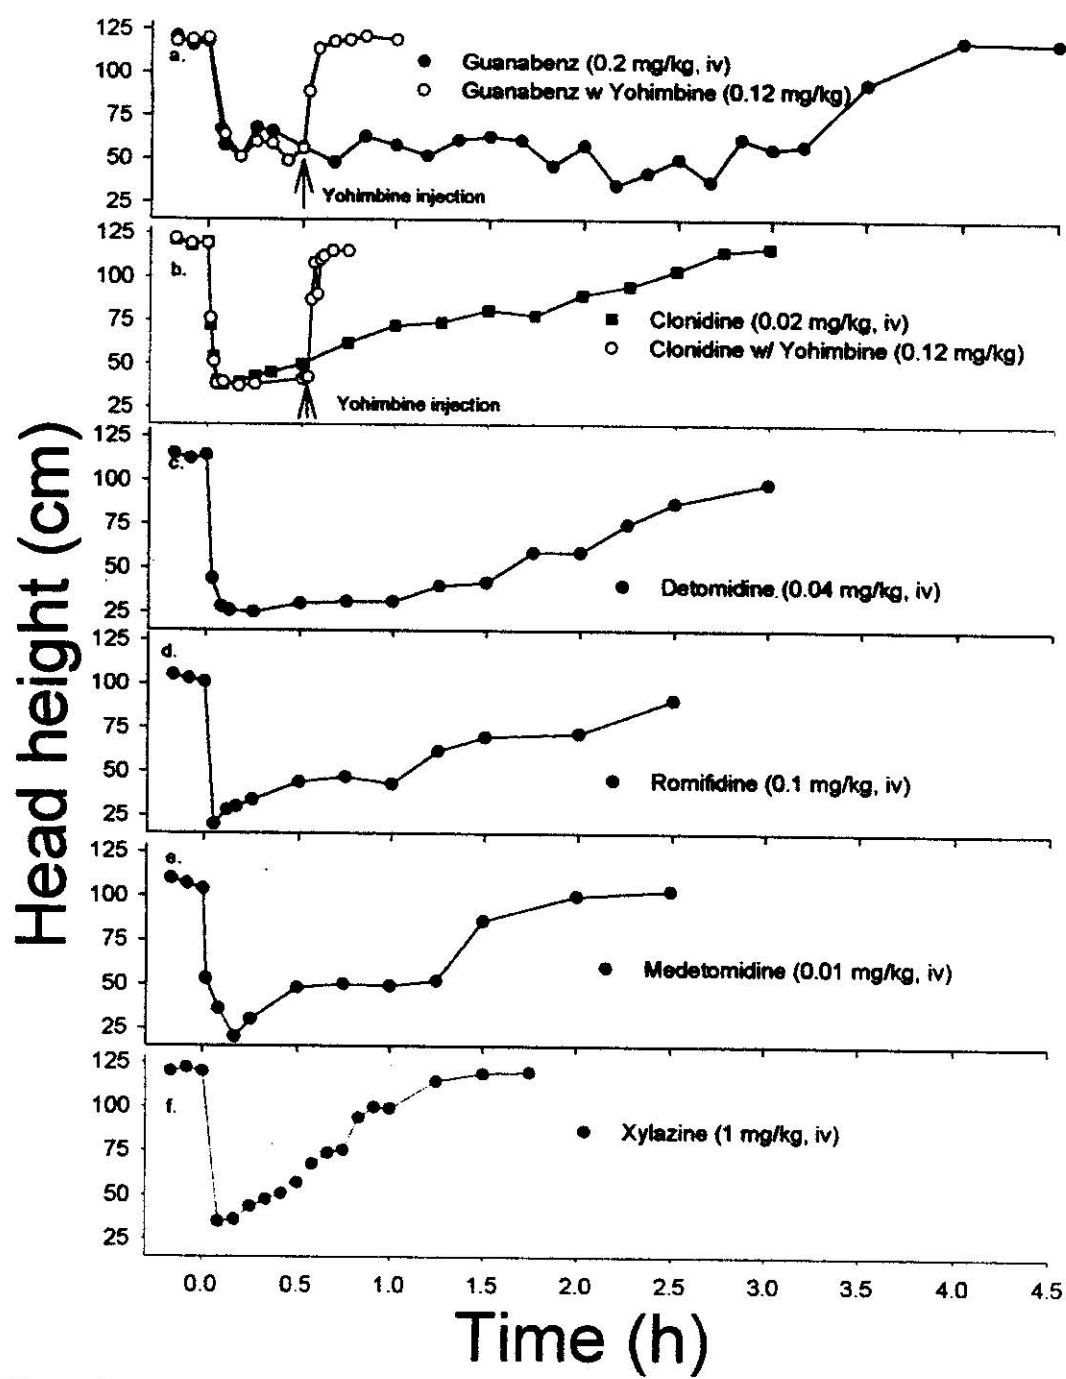 Head height (cm)
125
100
75
50
25
a.
Guanabenz (0.2 mg/kg, iv)
Guanabenz w Yohimbine (0.12 mg/kg)
Yohimbine injection
125
100
75
50
25
b.
Clonidine (0.02 mg/kg, iv)
Clonidine w/ Yohimbine (0.12 mg/kg)
Yohimbine injection
125
100
75
50
25
c.
Detomidine (0.04 mg/kg, iv)
125
100
75
50
25
d.
Romifidine (0.1 mg/kg, iv)
125
100
75
50
25
e.
Medetomidine (0.01 mg/kg, iv)
125
100
75
50
25
f.
Xylazine (1 mg/kg, iv)
0.0 0.5 1.0 1.5 2.0 2.5 3.0 3.5 4.0 4.5
Time (h)